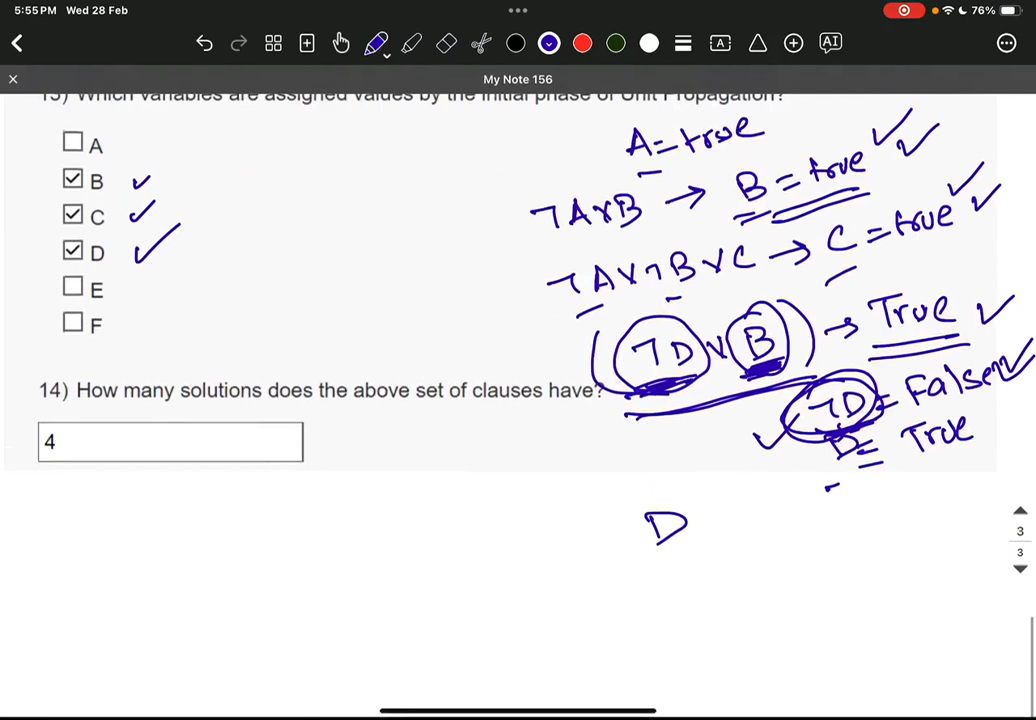 5:55 PM Wed 28 Feb
76%
A
AI
My Note 156
13) Which variables are assigned values by the initial phase of Unit Propagation?
A
B
C
D
E
F
A = true
¬A ∨ B → B = true
¬A ∨ ¬B ∨ C → C = true
(¬D ∨ B) → True
¬D = False
D = True
14) How many solutions does the above set of clauses have?
4
D
3
3